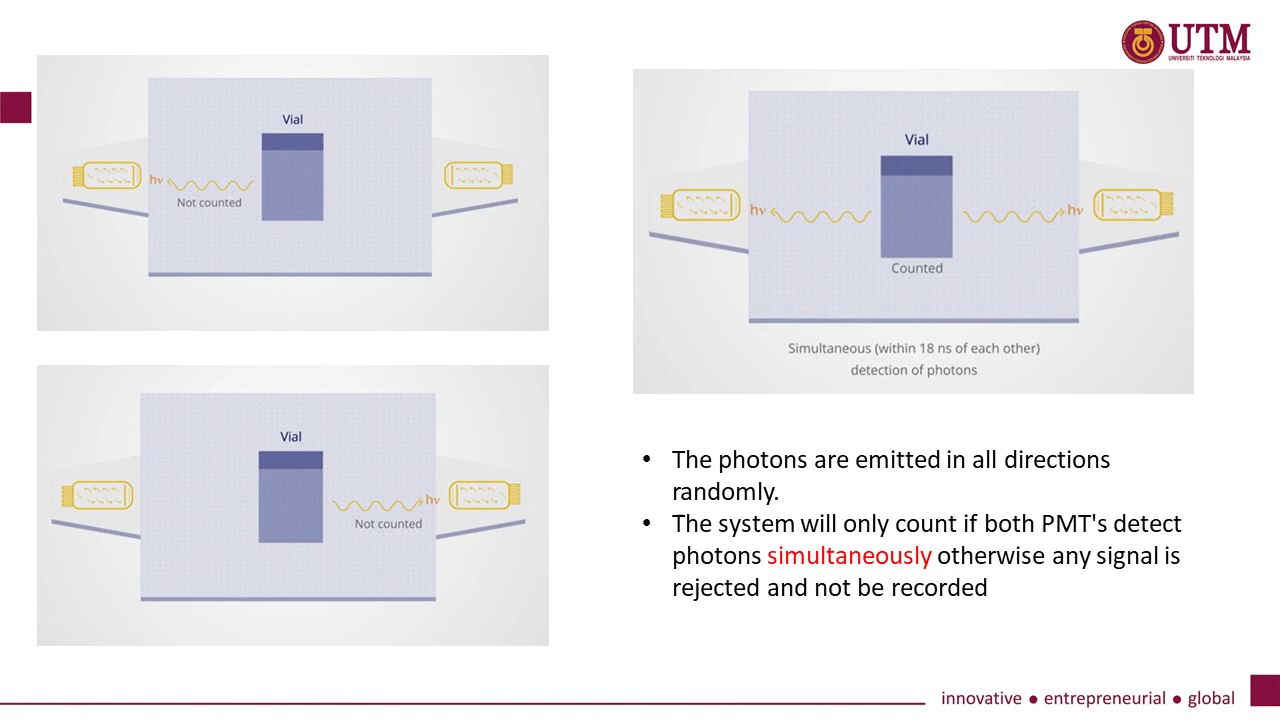 UTM
UNIVERSITI TEKNOLOGI MALAYSIA
Vial
hν
Not counted
Vial
hν
Not counted
Vial
hν
hν
Counted
Simultaneous (within 18 ns of each other)
detection of photons
• The photons are emitted in all directions
randomly.
• The system will only count if both PMT's detect
photons simultaneously otherwise any signal is
rejected and not be recorded
innovative ● entrepreneurial ● global